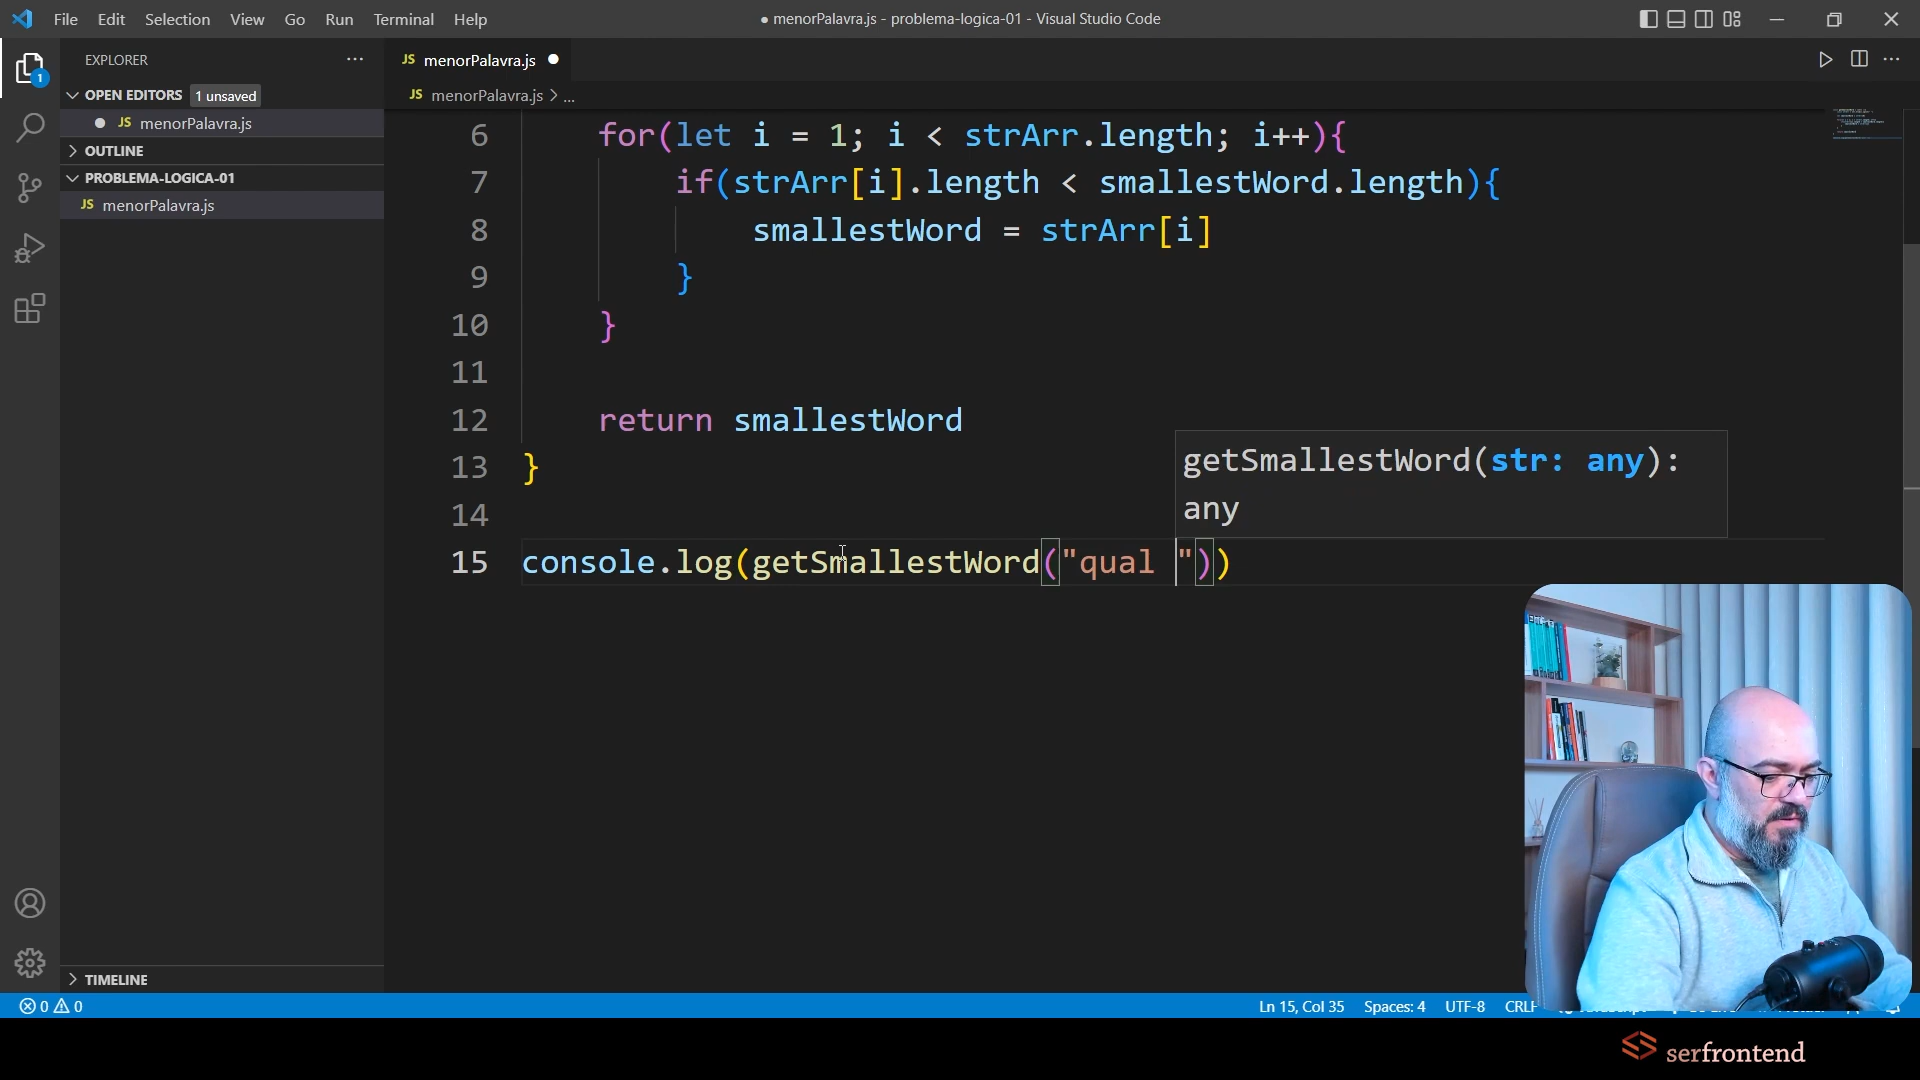 File Edit Selection View Go Run Terminal Help
● menorPalavra.js - problema-logica-01 - Visual Studio Code
EXPLORER
OPEN EDITORS 1 unsaved
JS menorPalavra.js
OUTLINE
PROBLEMA-LOGICA-01
JS menorPalavra.js
TIMELINE
1
JS menorPalavra.js
JS menorPalavra.js > ...
6 for(let i = 1; i < strArr.length; i++){
7 if(strArr[i].length < smallestWord.length){
8 smallestWord = strArr[i]
9 }
10 }
11
12 return smallestWord
13 }
14
15 console.log(getSmallestWord("qual "))
getSmallestWord(str: any):
any
0 0
Ln 15, Col 35 Spaces: 4 UTF-8 CRLF
serfrontend